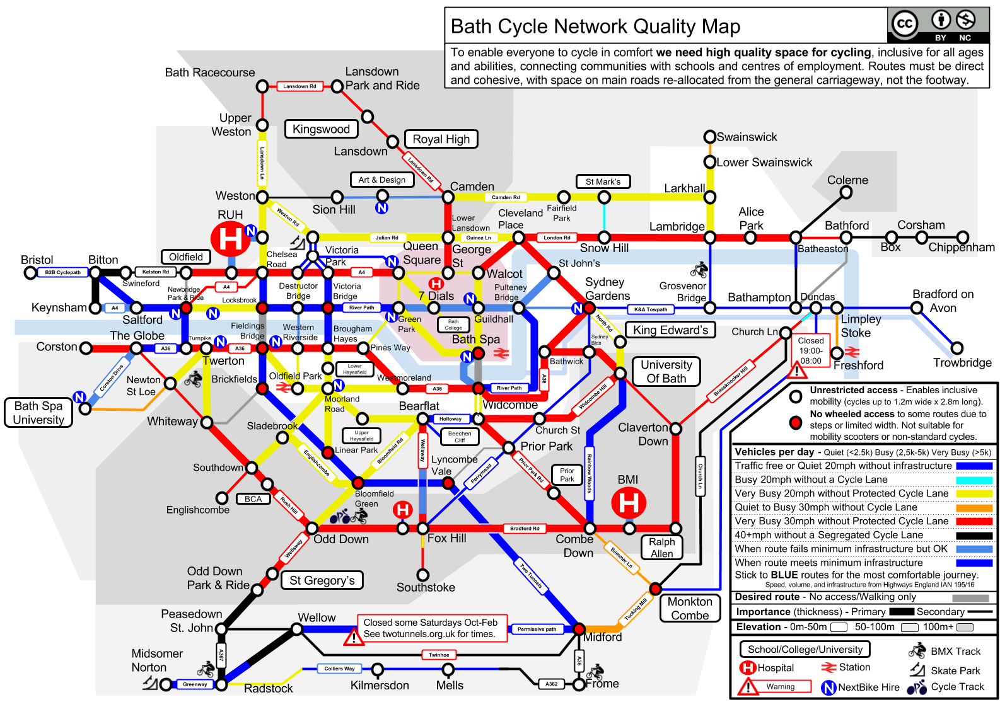 Bath Cycle Network Quality Map
BY NC
To enable everyone to cycle in comfort we need high quality space for cycling, inclusive for all ages
and abilities, connecting communities with schools and centres of employment. Routes must be direct
and cohesive, with space on main roads re-allocated from the general carriageway, not the footway.
Bath Racecourse
Lansdown Rd
Lansdown
Park and Ride
Upper
Weston
Kingswood
Royal High
Lansdown
Lansdown Rd
Lansdown Ln
Swainswick
Lower Swainswick
Art & Design
N
St Mark's
Colerne
Weston
Sion Hill
Camden
Camden Rd
Fairfield
Park
Larkhall
Weston Rd
RUH
H
N
Lower
Lansdown
Cleveland
Place
Lambridge
Alice
Park
Bathford
Corsham
Julian Rd
Guinea Ln
London Rd
Snow Hill
Batheaston
Box
Chippenham
Bristol
Bitton
Oldfield
Chelsea
Road
Victoria
Park
Queen
Square
George
St
N
St John's
B2B Cyclepath
Kelston Rd
Swineford
A4
A4
Walcot
Newbridge
Park & Ride
Locksbrook
Destructor
Bridge
Victoria
Bridge
H
7 Dials
Pulteney
Bridge
Sydney
Gardens
Grosvenor
Bridge
Bathampton
Dundas
Bradford on
Avon
Keynsham
A4
Saltford
N
N
River Path
N
Green
Park
N
Guildhall
N
K&A Towpath
Limpley
Stoke
Bath
College
North Rd
King Edward's
Church Ln
The Globe
Turnpike
N
Fieldings
Bridge
N
Western
Riverside
Brougham
Hayes
Pines Way
Bath Spa
N
Sydney
Blds
Closed
19:00-
08:00
Corston
A36
A36
Twerton
Bathwick
Freshford
Trowbridge
Corston Drive
Lower
Hayesfield
University
Of Bath
Newton
St Loe
Brickfields
Oldfield Park
Westmoreland
A36
Brassknocker Hill
N
Moorland
Road
A36
River Path
Widcombe
Widcombe Hill
N
Bath Spa
University
Bearflat
Holloway
Whiteway
Sladebrook
Upper
Hayesfield
Beechen
Cliff
Church St
Claverton
Down
Linear Park
Bloomfield Rd
Wellsway
Lyncombe
Vale
Prior Park
Englishcombe
Southdown
Perrymead
Prior Park Rd
Rainbow Woods
Church Ln
Prior
Park
BMI
H
BCA
Rush Hill
Bloomfield
Green
Englishcombe
H
Odd Down
Fox Hill
Bradford Rd
Combe
Down
Ralph
Allen
Wellsway
Summer Ln
Two Tunnels
Odd Down
Park & Ride
St Gregory's
Southstoke
Monkton
Combe
Tucking Mill
Peasedown
St. John
Wellow
Closed some Saturdays Oct-Feb
See twotunnels.org.uk for times.
Permissive path
Midford
A367
Twinhoe
A36
Midsomer
Norton
Greenway
Radstock
Colliers Way
Kilmersdon
Mells
A362
Frome
Unrestricted access - Enables inclusive
mobility (cycles up to 1.2m wide x 2.8m long).
No wheeled access to some routes due to
steps or limited width. Not suitable for
mobility scooters or non-standard cycles.
Vehicles per day - Quiet (<2.5k) Busy (2,5k-5k) Very Busy (>5k)
Traffic free or Quiet 20mph without infrastructure
Busy 20mph without a Cycle Lane
Very Busy 20mph without Protected Cycle Lane
Quiet to Busy 30mph without Cycle Lane
Very Busy 30mph without Protected Cycle Lane
40+mph without a Segregated Cycle Lane
When route fails minimum infrastructure but OK
When route meets minimum infrastructure
Stick to BLUE routes for the most comfortable journey.
Speed, volume, and infrastructure from Highways England IAN 195/16
Desired route - No access/Walking only
Importance (thickness) - Primary Secondary
Elevation - 0m-50m 50-100m 100m+
School/College/University
BMX Track
H Hospital
Station
Skate Park
Warning
N NextBike Hire
Cycle Track